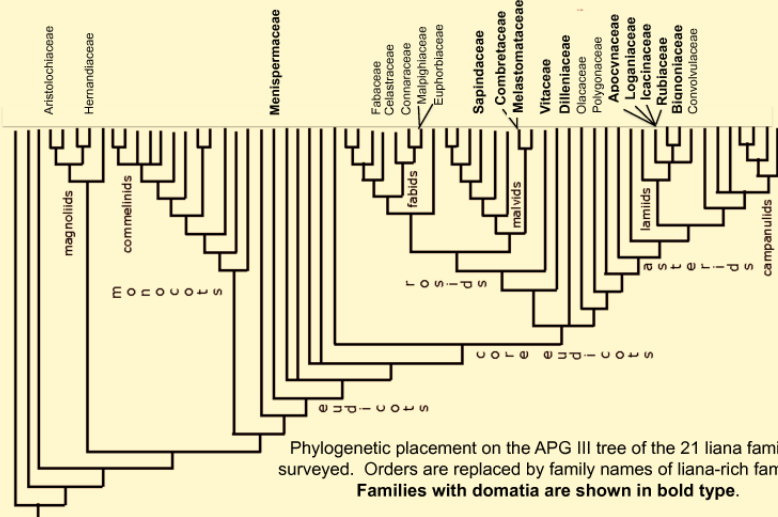 Aristolochiaceae
Hernandiaceae
Menispermaceae
Fabaceae
Celastraceae
Connaraceae
Malpighiaceae
Euphorbiaceae
Sapindaceae
Combretaceae
Melastomataceae
Vitaceae
Dilleniaceae
Olacaceae
Polygonaceae
Apocynaceae
Loganiaceae
Icacinaceae
Rubiaceae
Bignoniaceae
Convolvulaceae
magnoliids
commelinids
fabids
malvids
lamiids
campanulids
monocots
rosids
asterids
core eudicots
eudicots
Phylogenetic placement on the APG III tree of the 21 liana fami
surveyed. Orders are replaced by family names of liana-rich fam
Families with domatia are shown in bold type.